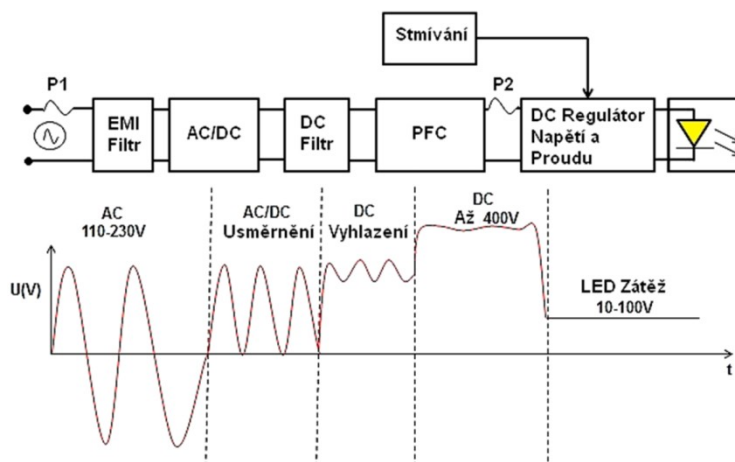 Stmívání
P1
P2
EMI
Filtr
AC/DC
DC
Filtr
PFC
DC Regulátor
Napětí a
Proudu
AC
110-230V
AC/DC
Usměrnění
DC
Vyhlazení
DC
Až 400V
U(V)
LED Zátěž
10-100V
t